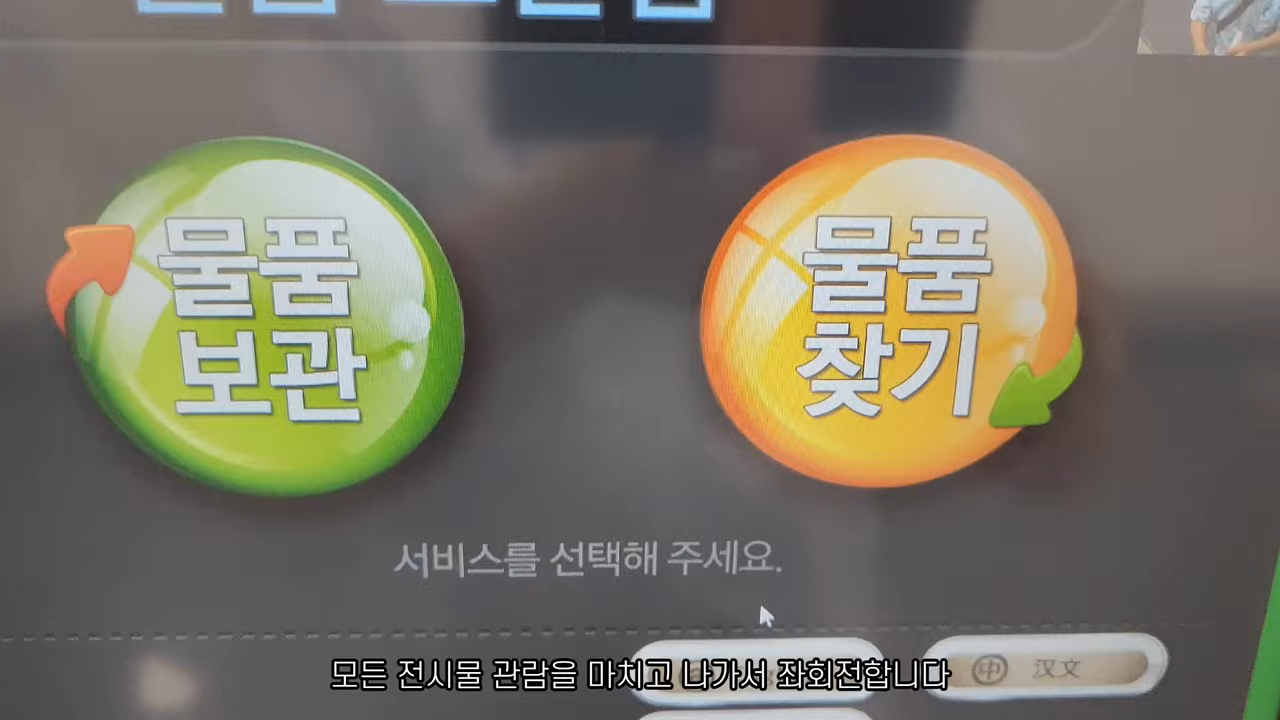 물품
보관
물품
찾기
서비스를 선택해 주세요.
中 汉文
모든 전시물 관람을 마치고 나가서 좌회전합니다